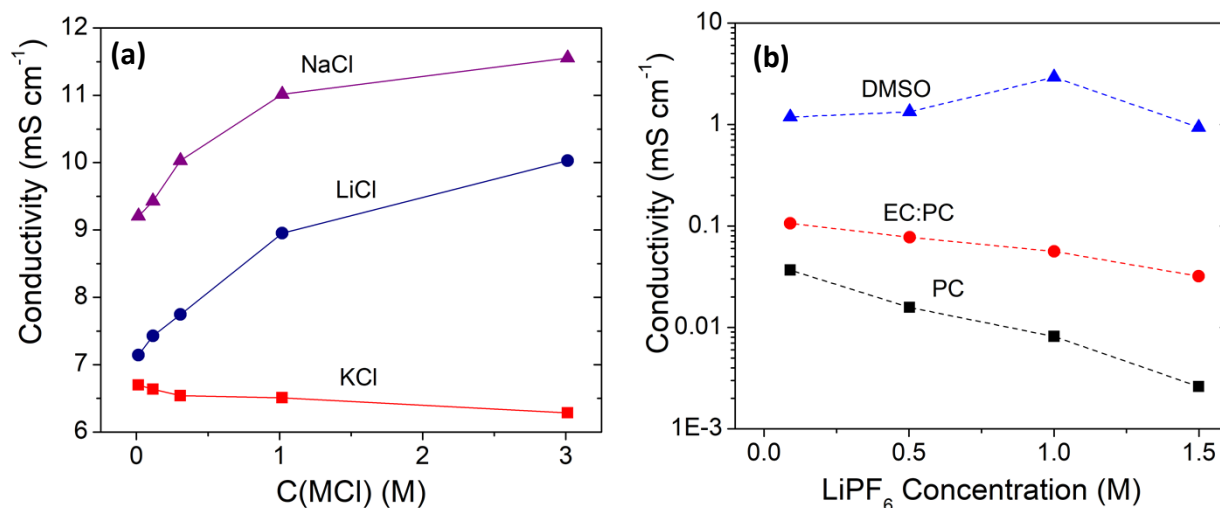 (a)
12
11
10
9
8
7
6
Conductivity (mS cm⁻¹)
NaCl
LiCl
KCl
0 1 2 3
C(MCl) (M)
(b)
10
1
0.1
0.01
1E-3
Conductivity (mS cm⁻¹)
DMSO
EC:PC
PC
0.0 0.5 1.0 1.5
LiPF₆ Concentration (M)